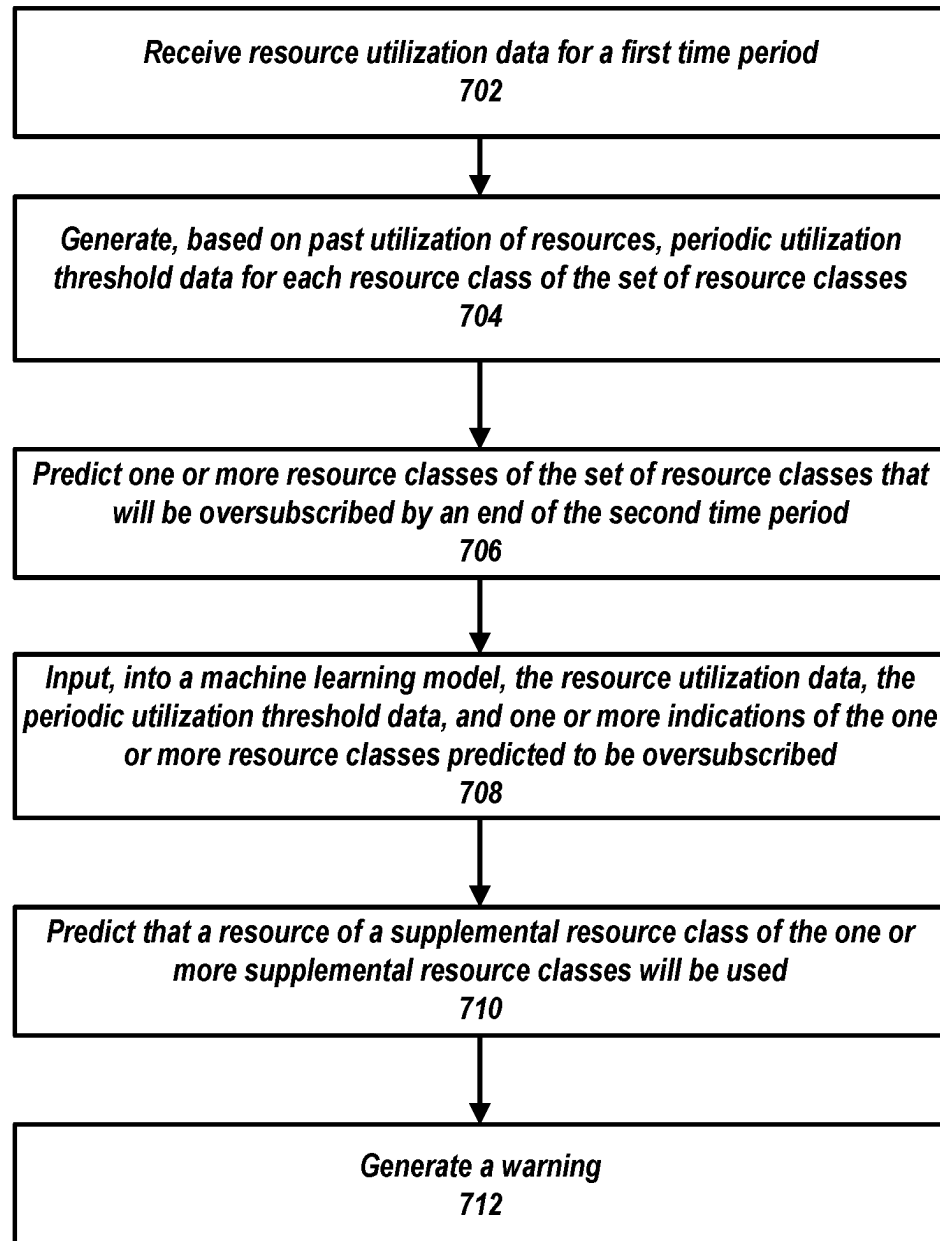 Receive resource utilization data for a first time period
702
Generate, based on past utilization of resources, periodic utilization
threshold data for each resource class of the set of resource classes
704
Predict one or more resource classes of the set of resource classes that
will be oversubscribed by an end of the second time period
706
Input, into a machine learning model, the resource utilization data, the
periodic utilization threshold data, and one or more indications of the one
or more resource classes predicted to be oversubscribed
708
Predict that a resource of a supplemental resource class of the one or
more supplemental resource classes will be used
710
Generate a warning
712